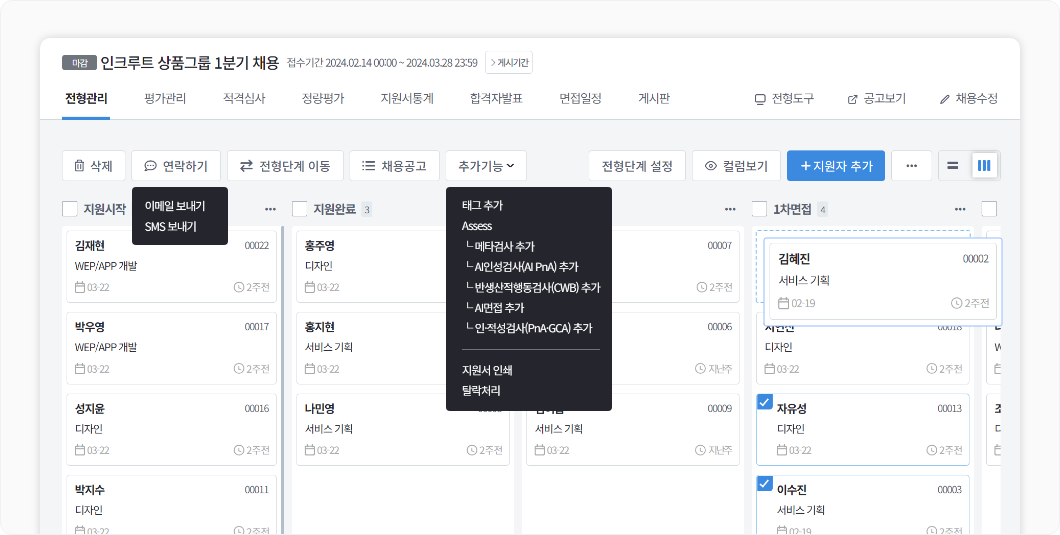 마감 인크루트 상품그룹 1분기 채용 접수기간 2024.02.14 00:00 ~ 2024.03.28 23:59 > 게시기간
전형관리 평가관리 적격심사 정량평가 지원서통계 합격자발표 면접일정 게시판 전형도구 공고보기 채용수정
삭제 연락하기 전형단계 이동 채용공고 추가기능 전형단계 설정 컬럼보기 + 지원자 추가 ...
이메일 보내기
SMS 보내기
태그 추가
Assess
└ 메타검사 추가
└ AI인성검사(AI PnA) 추가
└ 반생산적행동검사(CWB) 추가
└ AI면접 추가
└ 인·적성검사(PnA·GCA) 추가
지원서 인쇄
탈락처리
지원시작 ...
김재현 00022
WEP/APP 개발
03-22 2주전
박우영 00017
WEP/APP 개발
03-22 2주전
성지윤 00016
디자인
03-22 2주전
박지수 00011
디자인
03-22 2주전
지원완료 3
홍주영
디자인
03-22
홍지현
서비스 기획
03-22
나민영
서비스 기획
03-22 2주전
...
00007
2주전
00006
지난주
00009
서비스 기획
03-22 지난주
1차면접 4 ...
김혜진 00002
서비스 기획
02-19 2주전
디자인
03-22 2주전
자유성 00013
디자인
03-22 2주전
이수진 00003
서비스 기획
02-19 2주전